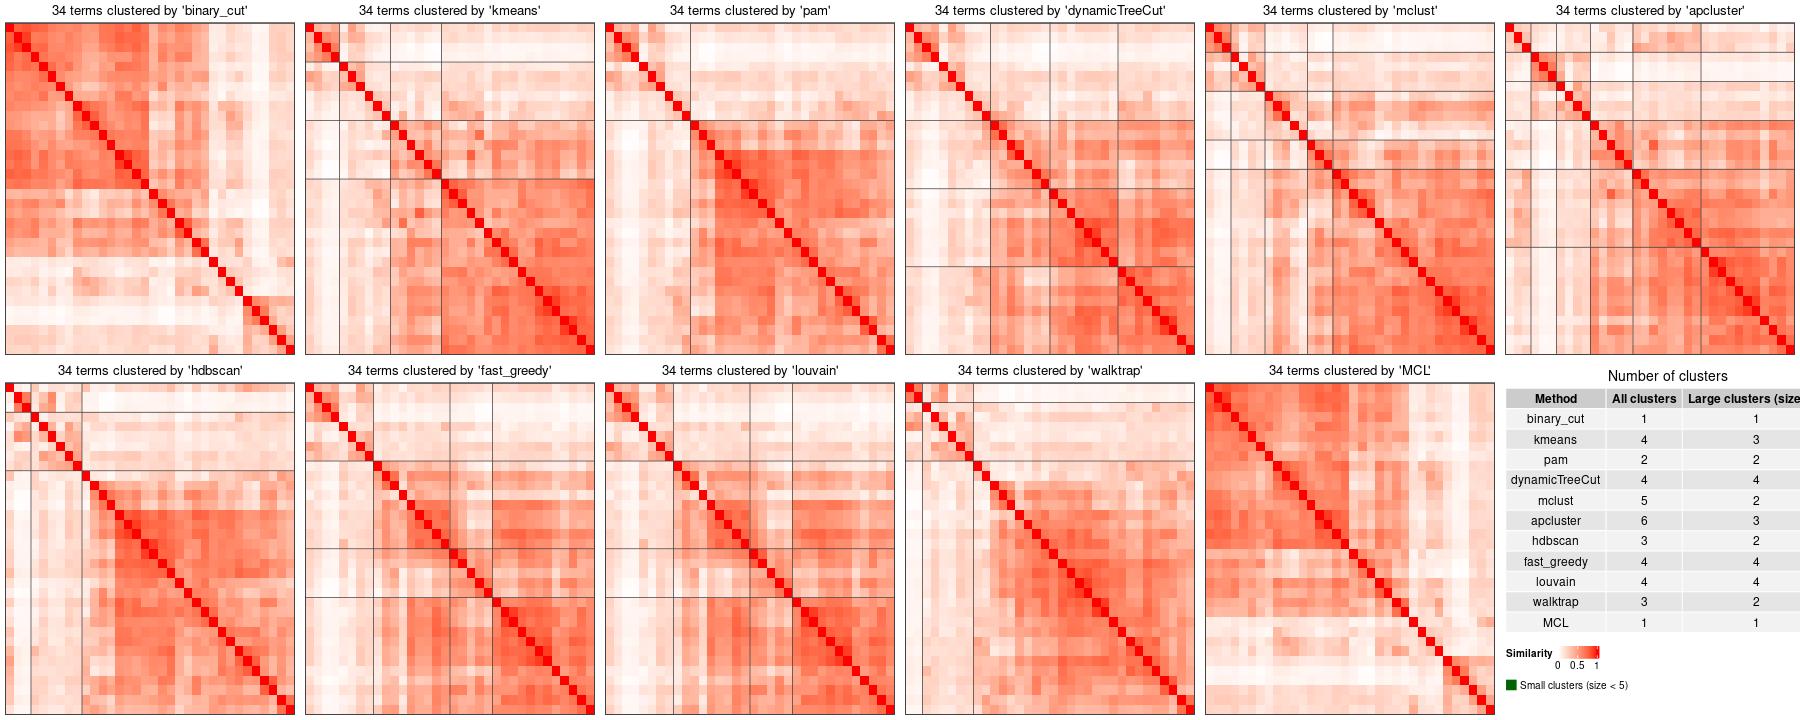 34 terms clustered by 'binary_cut'
34 terms clustered by 'kmeans'
34 terms clustered by 'pam'
34 terms clustered by 'dynamicTreeCut'
34 terms clustered by 'mclust'
34 terms clustered by 'apcluster'
34 terms clustered by 'hdbscan'
34 terms clustered by 'fast_greedy'
34 terms clustered by 'louvain'
34 terms clustered by 'walktrap'
34 terms clustered by 'MCL'
Number of clusters
Method All clusters Large clusters (size
binary_cut 1 1
kmeans 4 3
pam 2 2
dynamicTreeCut 4 4
mclust 5 2
apcluster 6 3
hdbscan 3 2
fast_greedy 4 4
louvain 4 4
walktrap 3 2
MCL 1 1
Similarity
0 0.5 1
Small clusters (size < 5)